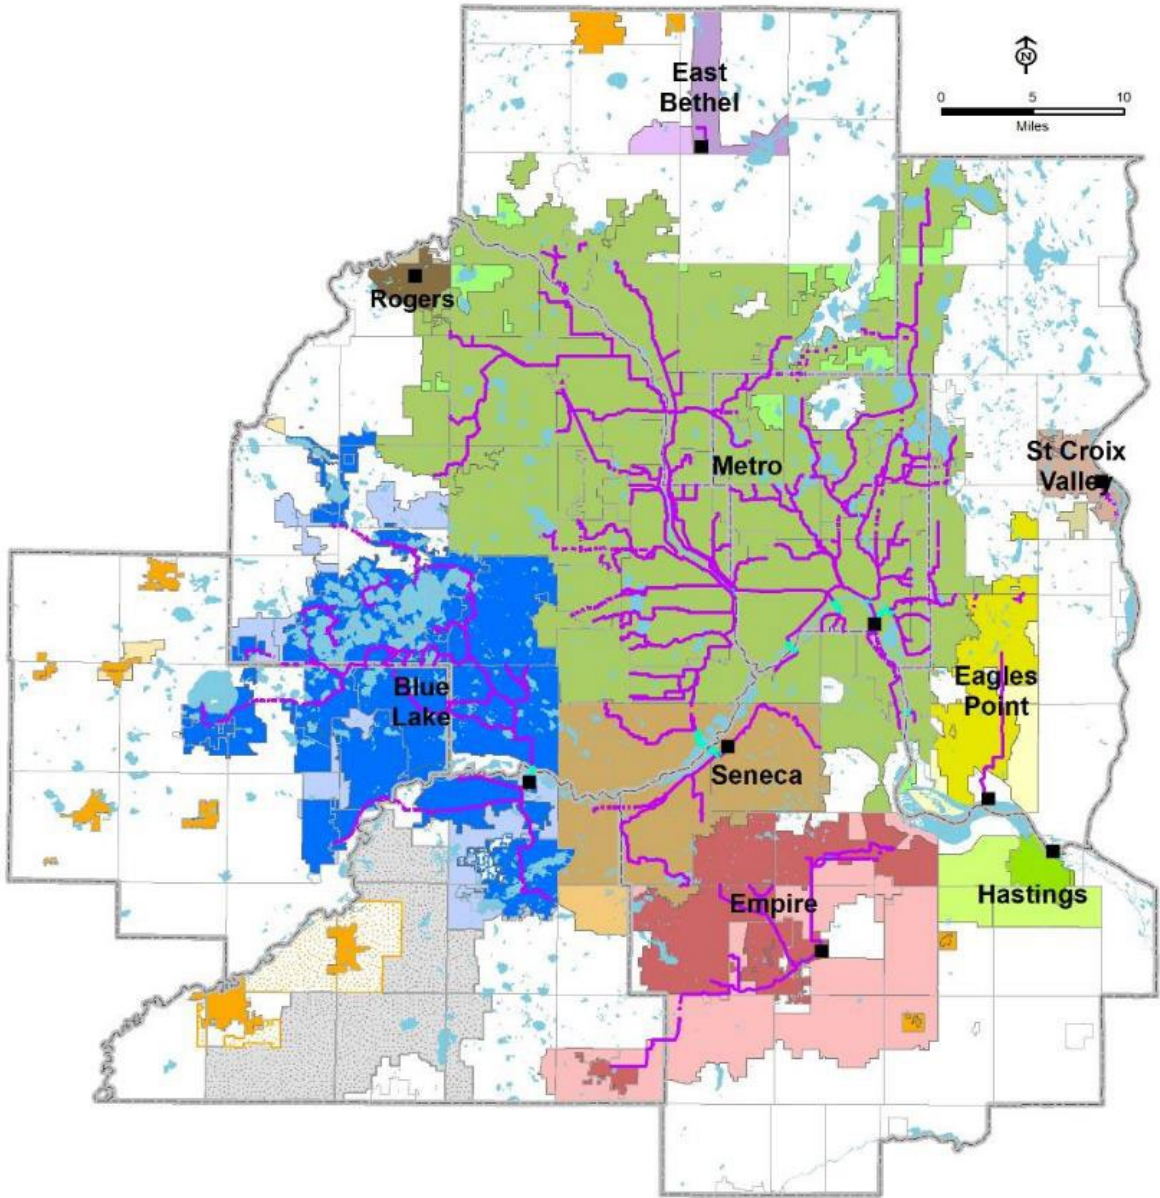 East
Bethel
N
0 5 10
Miles
Rogers
Metro
St Croix
Valley
Blue
Lake
Eagles
Point
Seneca
Empire
Hastings